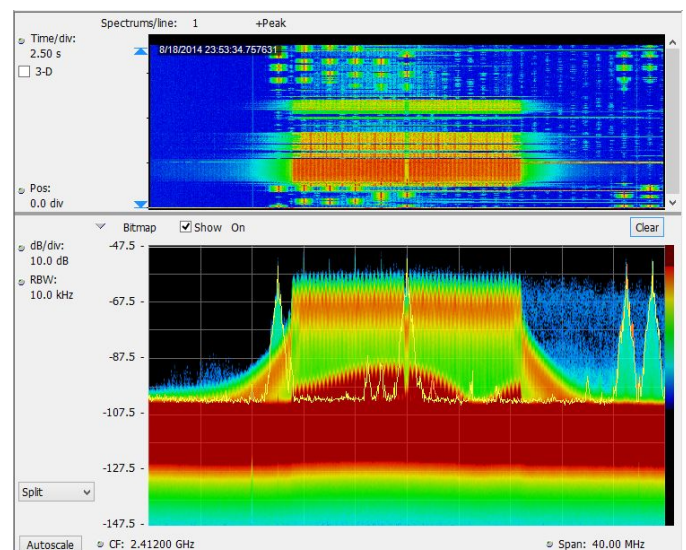 Spectrums/line: 1 +Peak
Time/div:
2.50 s
3-D
8/18/2014 23:53:34.757631
Pos:
0.0 div
Bitmap Show On Clear
dB/div:
10.0 dB
RBW:
10.0 kHz
-47.5
-67.5
-87.5
-107.5
-127.5
-147.5
Split
Autoscale CF: 2.41200 GHz Span: 40.00 MHz